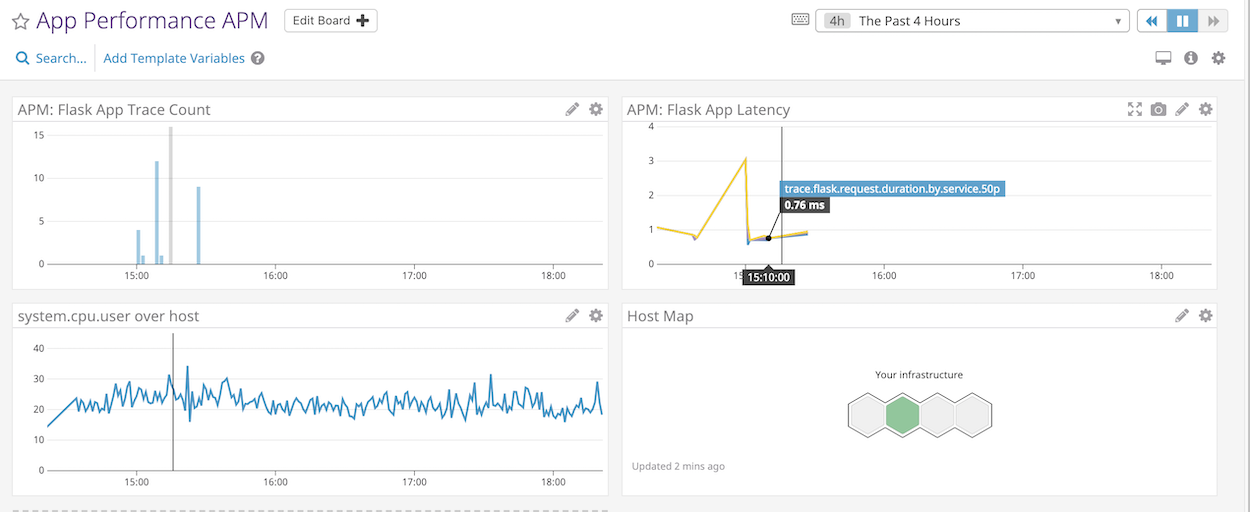 App Performance APM
Edit Board
4h The Past 4 Hours
Search...
Add Template Variables
APM: Flask App Trace Count
15
10
5
0
15:00 16:00 17:00 18:00
APM: Flask App Latency
4
3
2
1
0
trace.flask.request.duration.by.service.50p
0.76 ms
15:10:00
16:00 17:00 18:00
system.cpu.user over host
40
30
20
10
0
15:00 16:00 17:00 18:00
Host Map
Your infrastructure
Updated 2 mins ago